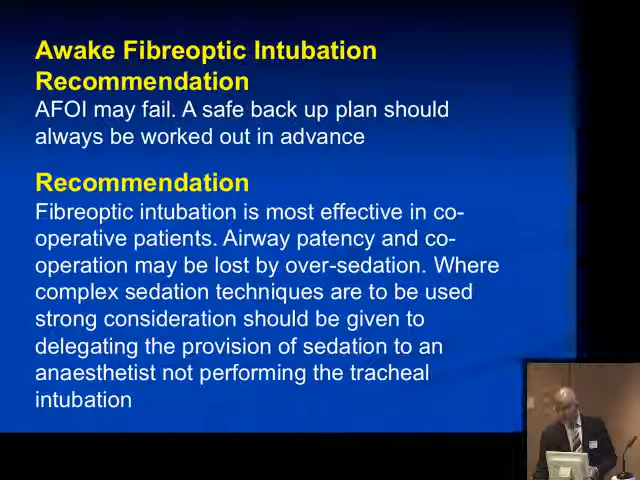 Awake Fibreoptic Intubation
Recommendation
AFOI may fail. A safe back up plan should
always be worked out in advance
Recommendation
Fibreoptic intubation is most effective in co-
operative patients. Airway patency and co-
operation may be lost by over-sedation. Where
complex sedation techniques are to be used
strong consideration should be given to
delegating the provision of sedation to an
anaesthetist not performing the tracheal
intubation